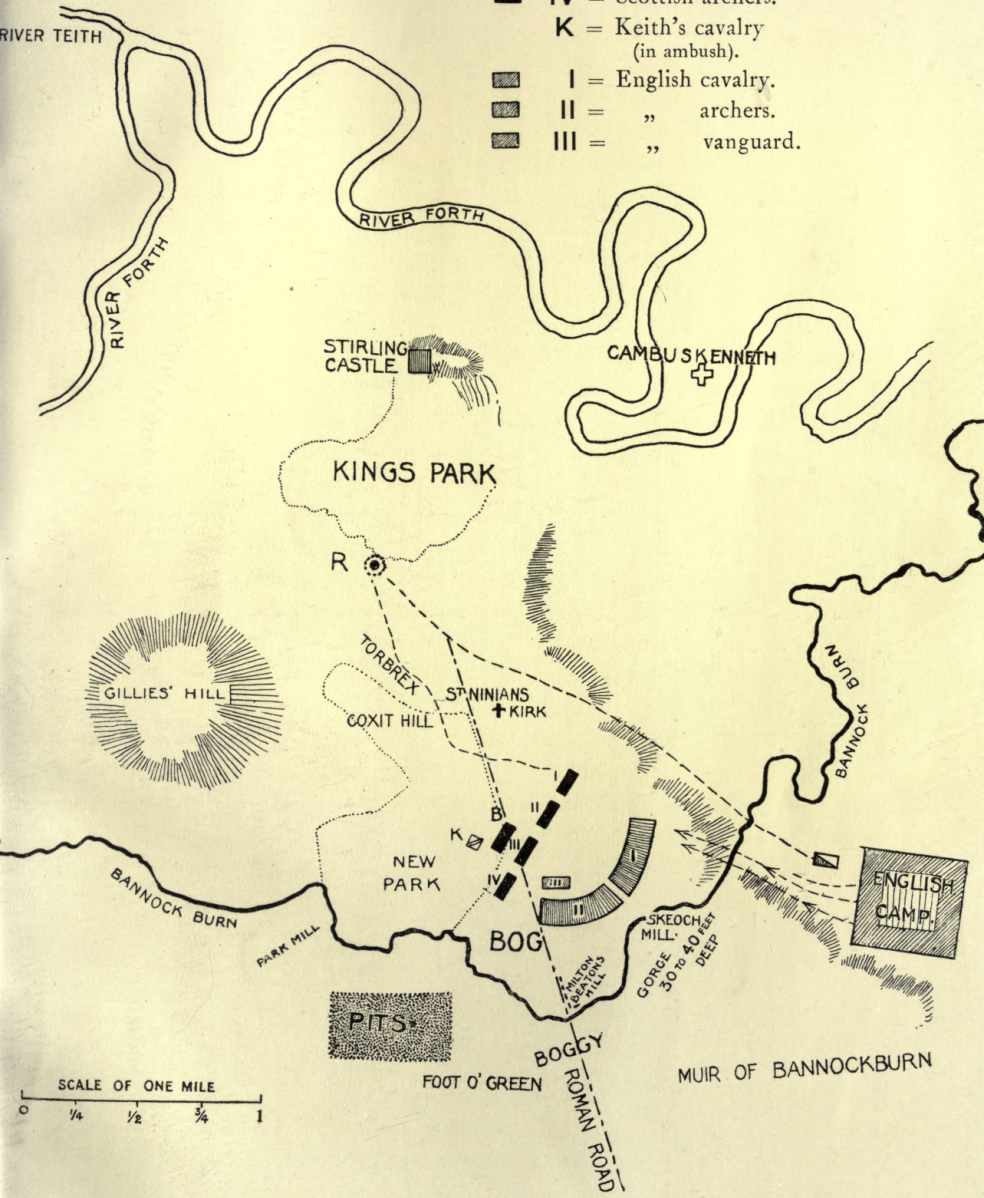 IV = Scottish archers.
K = Keith's cavalry
(in ambush).
I = English cavalry.
II = „ archers.
III = „ vanguard.
RIVER TEITH
RIVER FORTH
RIVER FORTH
STIRLING
CASTLE
CAMBUSKENNETH
KINGS PARK
R
GILLIES' HILL
TORBREX
ST NINIANS
KIRK
COXIT HILL
BANNOCK BURN
I
II
B
K
III
IV
NEW
PARK
I
III
II
ENGLISH
CAMP.
BANNOCK BURN
PARK MILL
BOG
SKEOCH
MILL.
GORGE
30 TO 40 FEET
DEEP
MILTON
BEATONS
MILL
PITS.
BOGGY
FOOT O' GREEN
ROMAN ROAD
MUIR OF BANNOCKBURN
SCALE OF ONE MILE
0 1/4 1/2 3/4 1